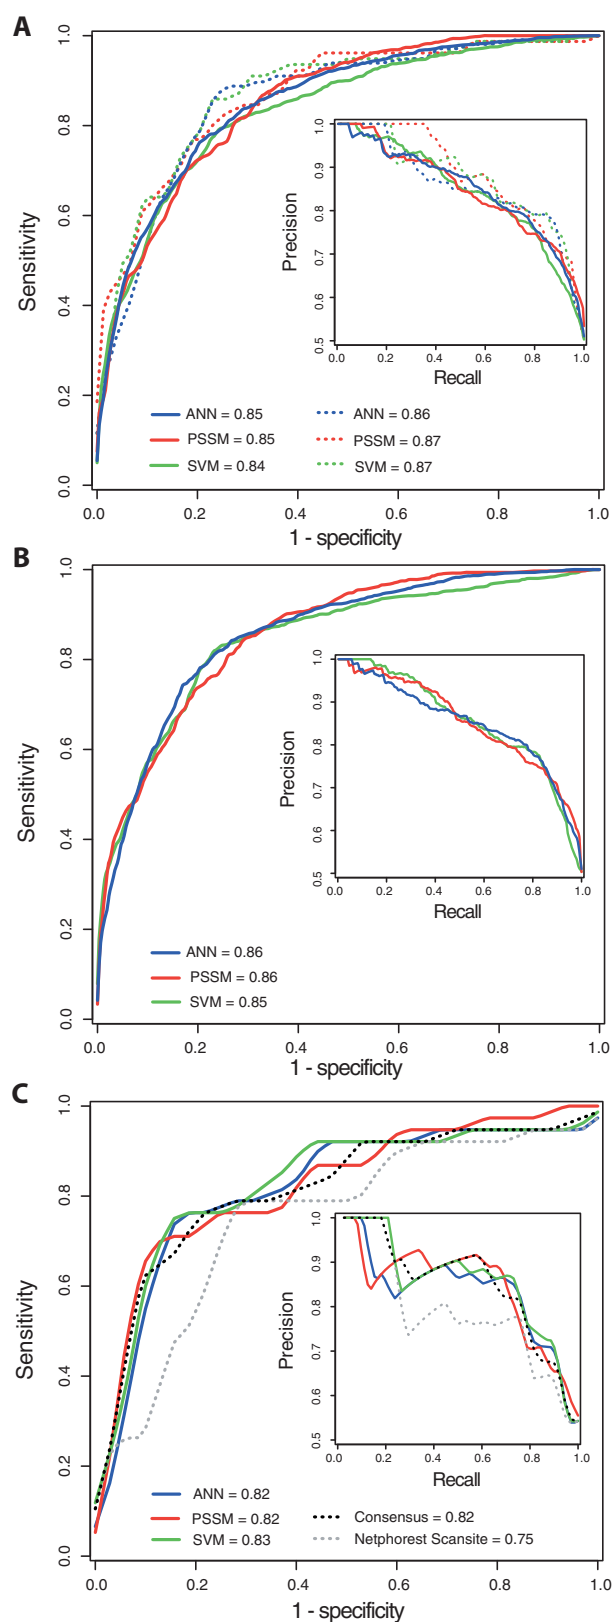 A
Sensitivity
1.0
0.8
0.6
0.4
0.2
0.0
Precision
1.0
0.9
0.8
0.7
0.6
0.5
0.0 0.2 0.4 0.6 0.8 1.0
Recall
ANN = 0.85
PSSM = 0.85
SVM = 0.84
ANN = 0.86
PSSM = 0.87
SVM = 0.87
0.0 0.2 0.4 0.6 0.8 1.0
1 - specificity
B
Sensitivity
1.0
0.8
0.6
0.4
0.2
0.0
Precision
1.0
0.9
0.8
0.7
0.6
0.5
0.0 0.2 0.4 0.6 0.8 1.0
Recall
ANN = 0.86
PSSM = 0.86
SVM = 0.85
0.0 0.2 0.4 0.6 0.8 1.0
1 - specificity
C
Sensitivity
1.0
0.8
0.6
0.4
0.2
0.0
Precision
1.0
0.9
0.8
0.7
0.6
0.5
0.0 0.2 0.4 0.6 0.8 1.0
Recall
ANN = 0.82
PSSM = 0.82
SVM = 0.83
Consensus = 0.82
Netphorest Scansite = 0.75
0.0 0.2 0.4 0.6 0.8 1.0
1 - specificity